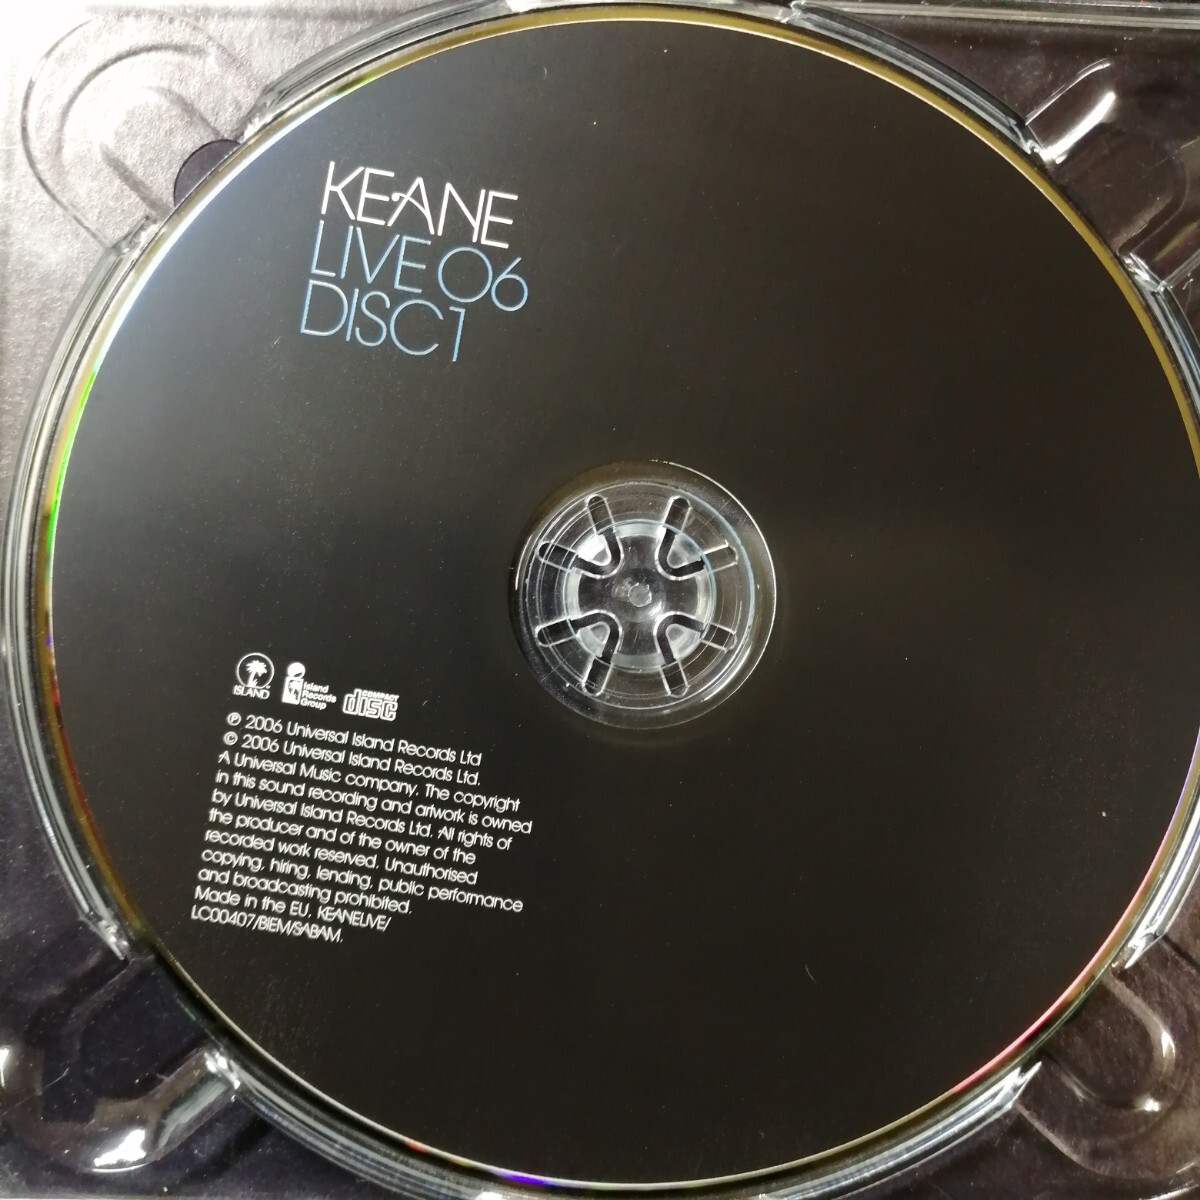 KEANE
LIVE 06
DISC 1
ISLAND
Island
Records
Group
COMPACT
disc
℗ 2006 Universal Island Records Ltd
© 2006 Universal Island Records Ltd.
A Universal Music company. The copyright
in this sound recording and artwork is owned
by Universal Island Records Ltd. All rights of
the producer and of the owner of the
recorded work reserved. Unauthorised
copying, hiring, lending, public performance
and broadcasting prohibited.
Made in the EU. KEANELIVE/
LC00407/BIEM/SABAM.